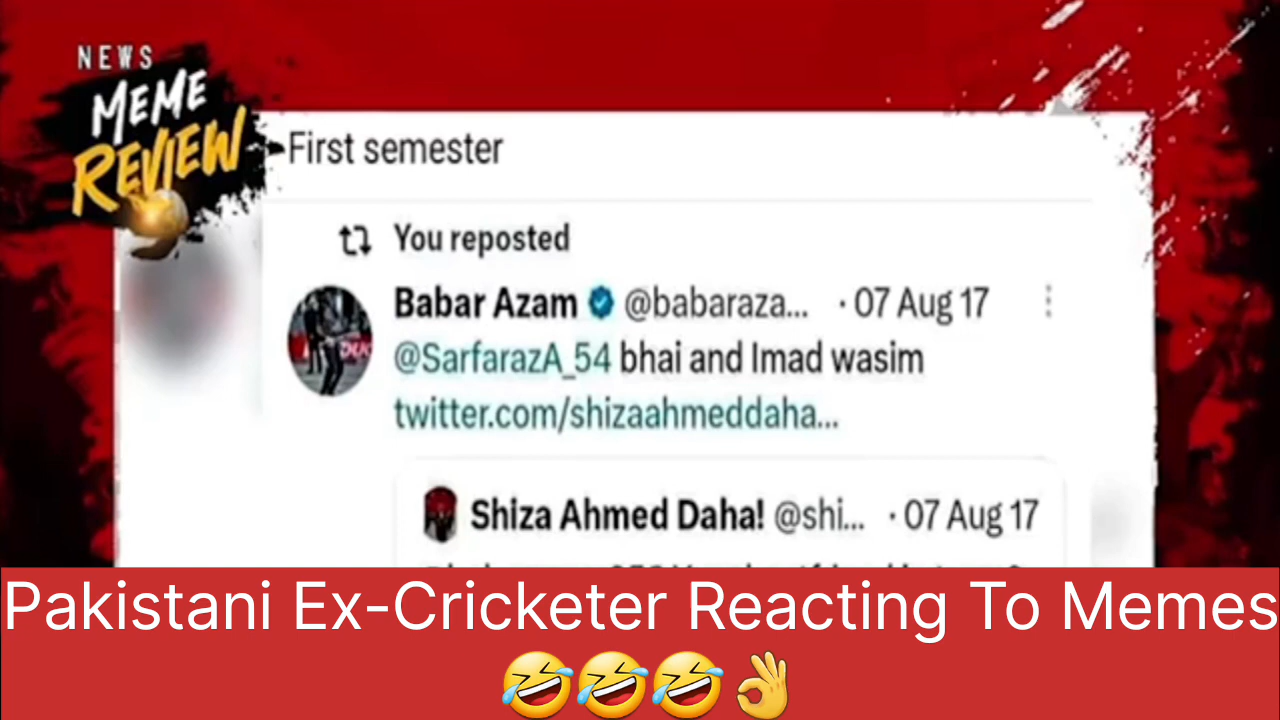 NEWS
MEME
REVIEW
First semester
You reposted
Babar Azam @babaraza... · 07 Aug 17
@SarfarazA_54 bhai and Imad wasim
twitter.com/shizaahmeddaha...
Shiza Ahmed Daha! @shi... · 07 Aug 17
Pakistani Ex-Cricketer Reacting To Memes
🤣🤣🤣👌